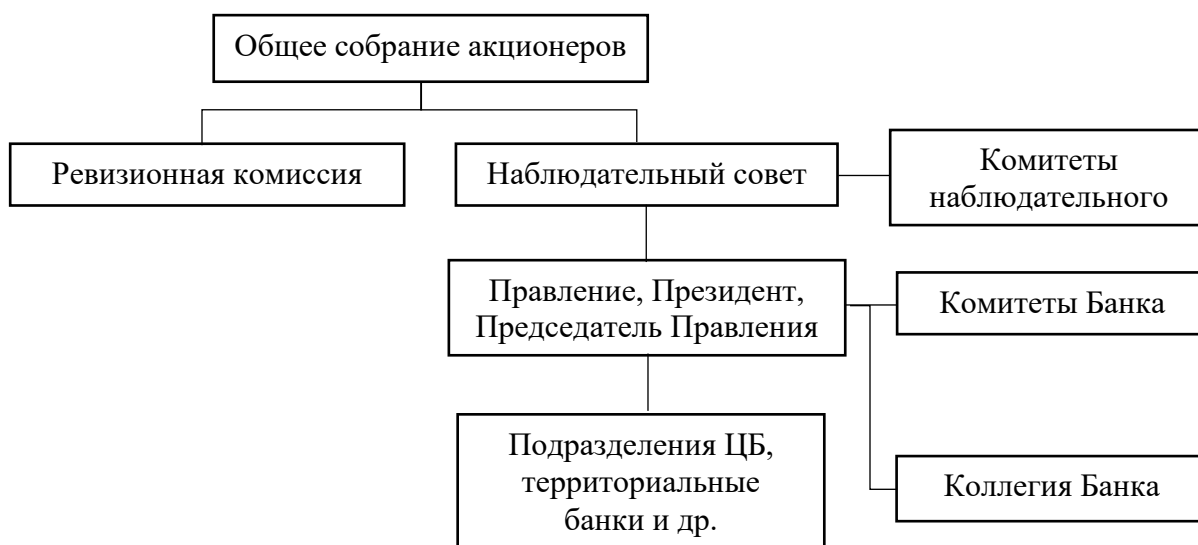 Общее собрание акционеров
Ревизионная комиссия
Наблюдательный совет
Комитеты
наблюдательного
Правление, Президент,
Председатель Правления
Комитеты Банка
Подразделения ЦБ,
территориальные
банки и др.
Коллегия Банка